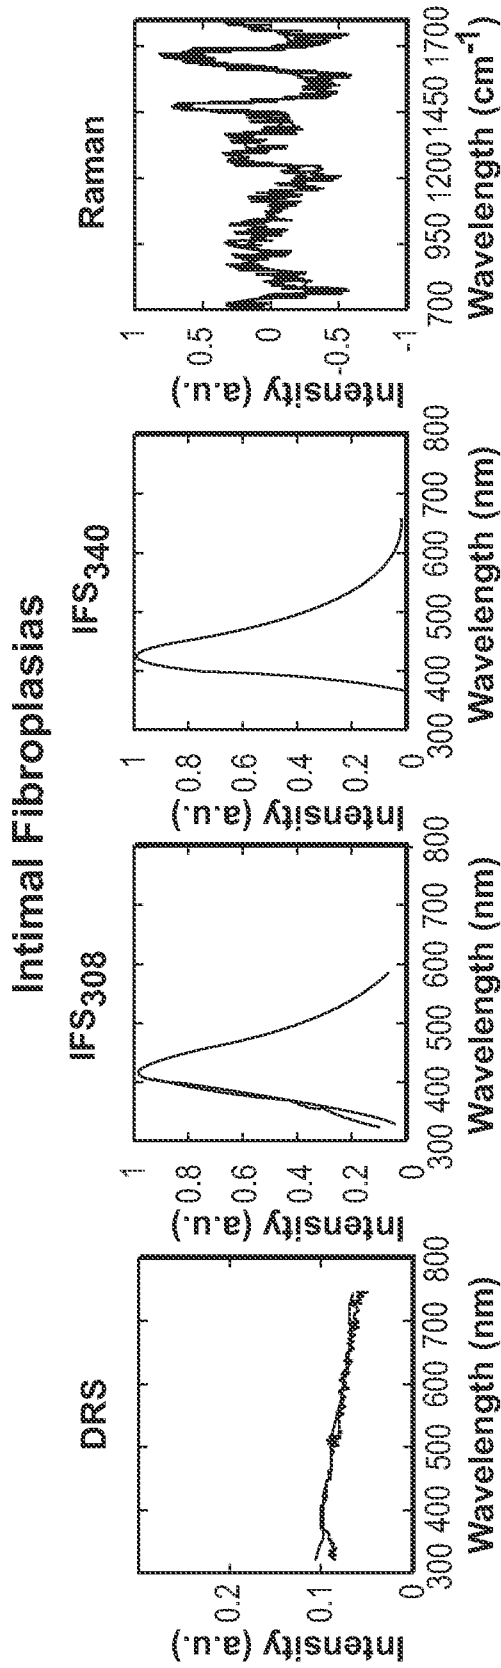 Intimal Fibroplasias
DRS
Intensity (a.u.)
0.2
0.1
0
300 400 500 600 700 800
Wavelength (nm)
IFS308
Intensity (a.u.)
1
0.8
0.6
0.4
0.2
0
300 400 500 600 700 800
Wavelength (nm)
IFS340
Intensity (a.u.)
1
0.8
0.6
0.4
0.2
0
300 400 500 600 700 800
Wavelength (nm)
Raman
Intensity (a.u.)
1
0.5
0
-0.5
-1
700 950 1200 1450 1700
Wavelength (cm-1)